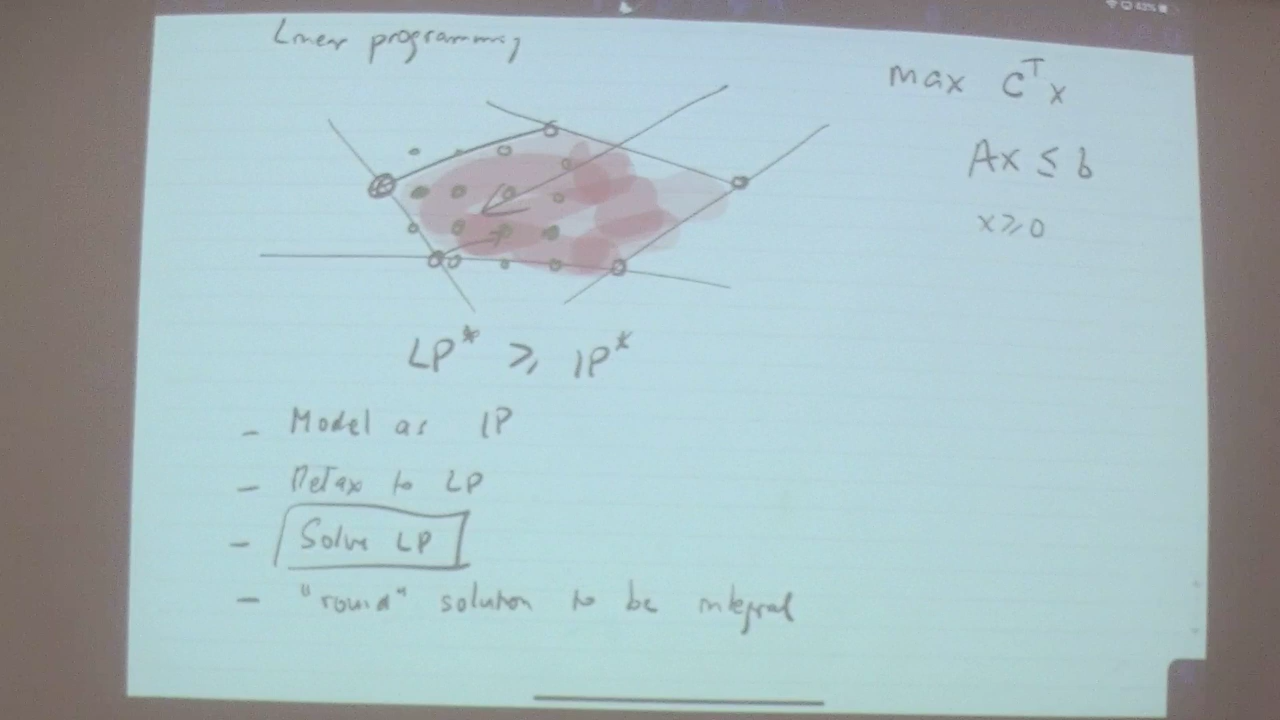 Linear programming
max C^T x
Ax ≤ b
x ≥ 0
LP* ≥ IP*
- Model as IP
- Relax to LP
- Solve LP
- "round" solution to be integral
42%